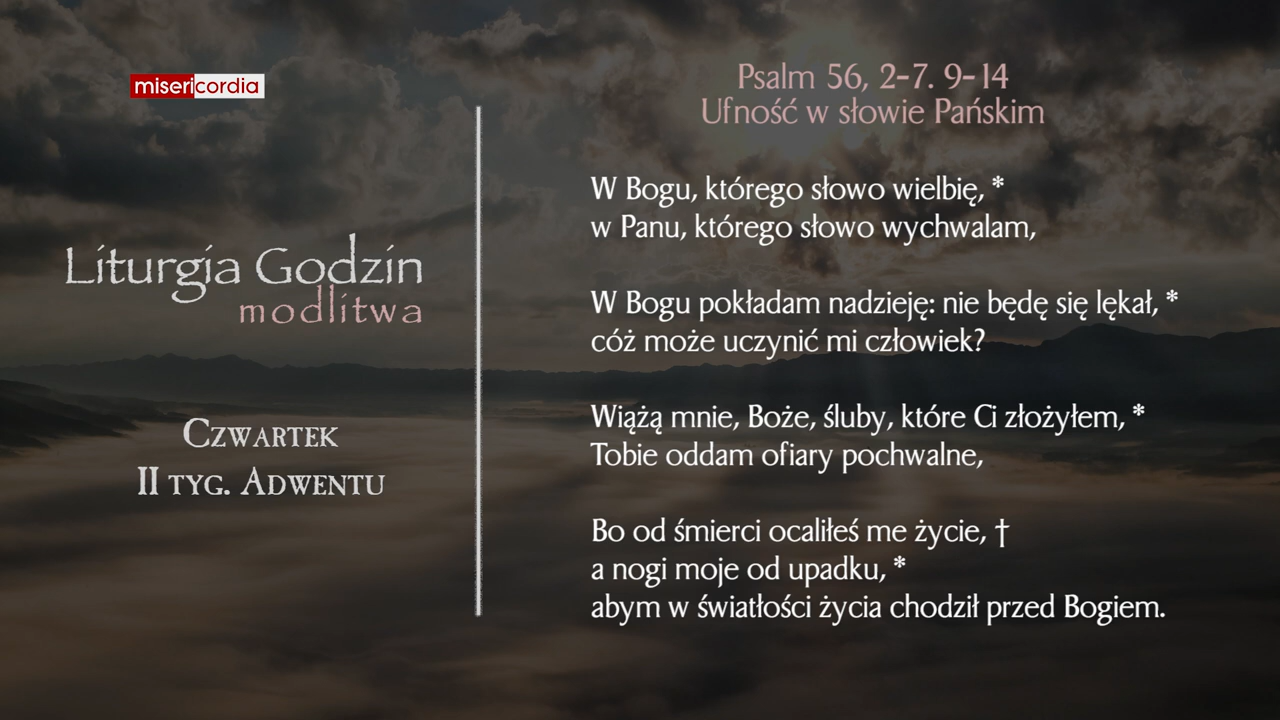 misericordia
Liturgia Godzin
modlitwa
Czwartek
II tyg. Adwentu
Psalm 56, 2-7. 9-14
Ufność w słowie Pańskim
W Bogu, którego słowo wielbię, *
w Panu, którego słowo wychwalam,
W Bogu pokładam nadzieję: nie będę się lękał, *
cóż może uczynić mi człowiek?
Wiążą mnie, Boże, śluby, które Ci złożyłem, *
Tobie oddam ofiary pochwalne,
Bo od śmierci ocaliłeś me życie, †
a nogi moje od upadku, *
abym w światłości życia chodził przed Bogiem.